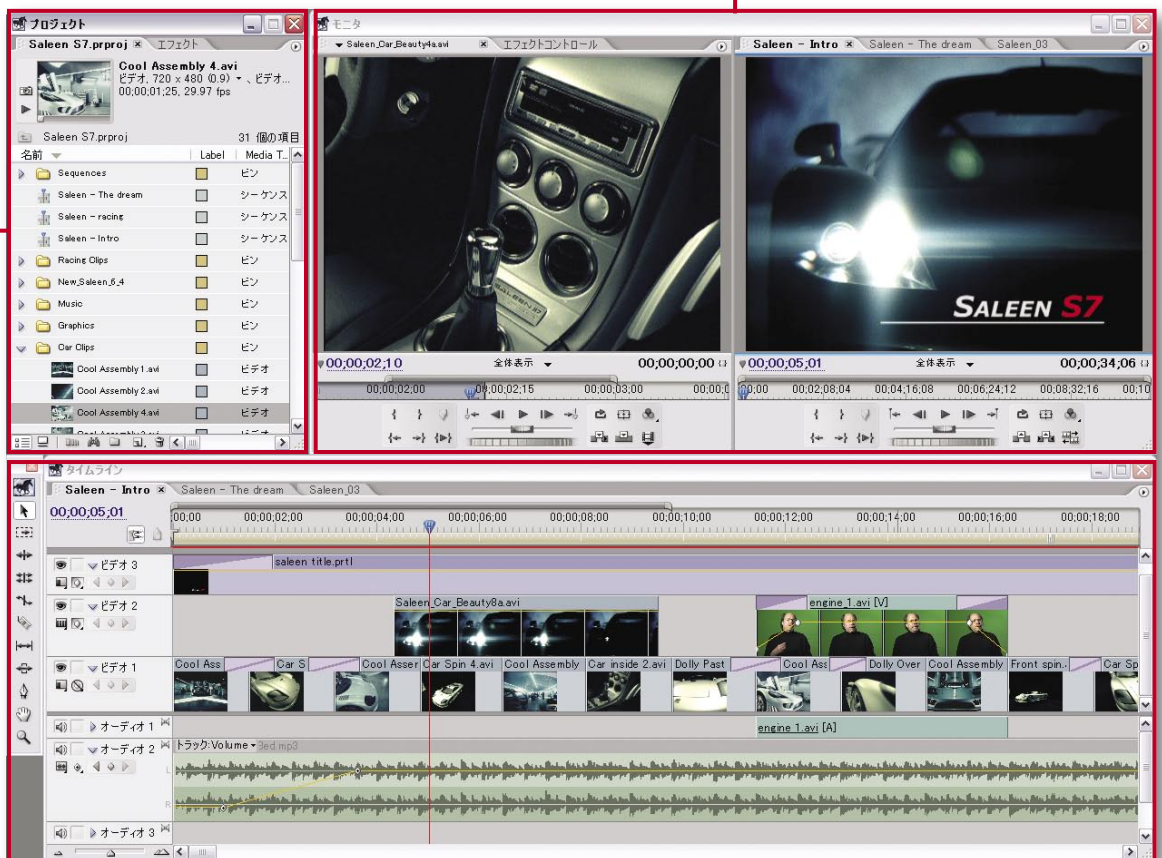 プロジェクト
Saleen S7.prproj エフェクト
Cool Assembly 4.avi
ビデオ, 720 x 480 (0.9) 、ビデオ...
00;00;01;25, 29.97 fps
Saleen S7.prproj 31 個の項目
名前 Label Media T...
Sequences ビン
Saleen - The dream シーケンス
Saleen - racing シーケンス
Saleen - Intro シーケンス
Racing Clips ビン
New_Saleen_6_4 ビン
Music ビン
Graphics ビン
Car Clips ビン
Cool Assembly 1.avi ビデオ
Cool Assembly 2.avi ビデオ
Cool Assembly 4.avi ビデオ
モニタ
Saleen_Car_Beauty4a.avi エフェクトコントロール
SALEEN S7
00;00;02;10 全体表示 00;00;00;00
00;00;02;00 00;00;02;15 00;00;03;00 00;00;0
Saleen - Intro Saleen - The dream Saleen_03
SALEEN S7
00;00;05;01 全体表示 00;00;34;06
00;00 00;02;08;04 00;04;16;08 00;06;24;12 00;08;32;16 00;10
タイムライン
Saleen - Intro Saleen - The dream Saleen_03
00;00;05;01
00;00 00;00;02;00 00;00;04;00 00;00;06;00 00;00;08;00 00;00;10;00 00;00;12;00 00;00;14;00 00;00;16;00 00;00;18;00
ビデオ 3 saleen title.prtl
ビデオ 2 Saleen_Car_Beauty8a.avi engine_1.avi [V]
ビデオ 1 Cool Ass Car S Cool Asser Car Spin 4.avi Cool Assembly Car inside 2.avi Dolly Past Cool Ass Dolly Over Cool Assembly Front spin. Car Sp
オーディオ 1 engine 1.avi [A]
オーディオ 2 トラック:Volume 3ed.mp3
L
R
オーディオ 3